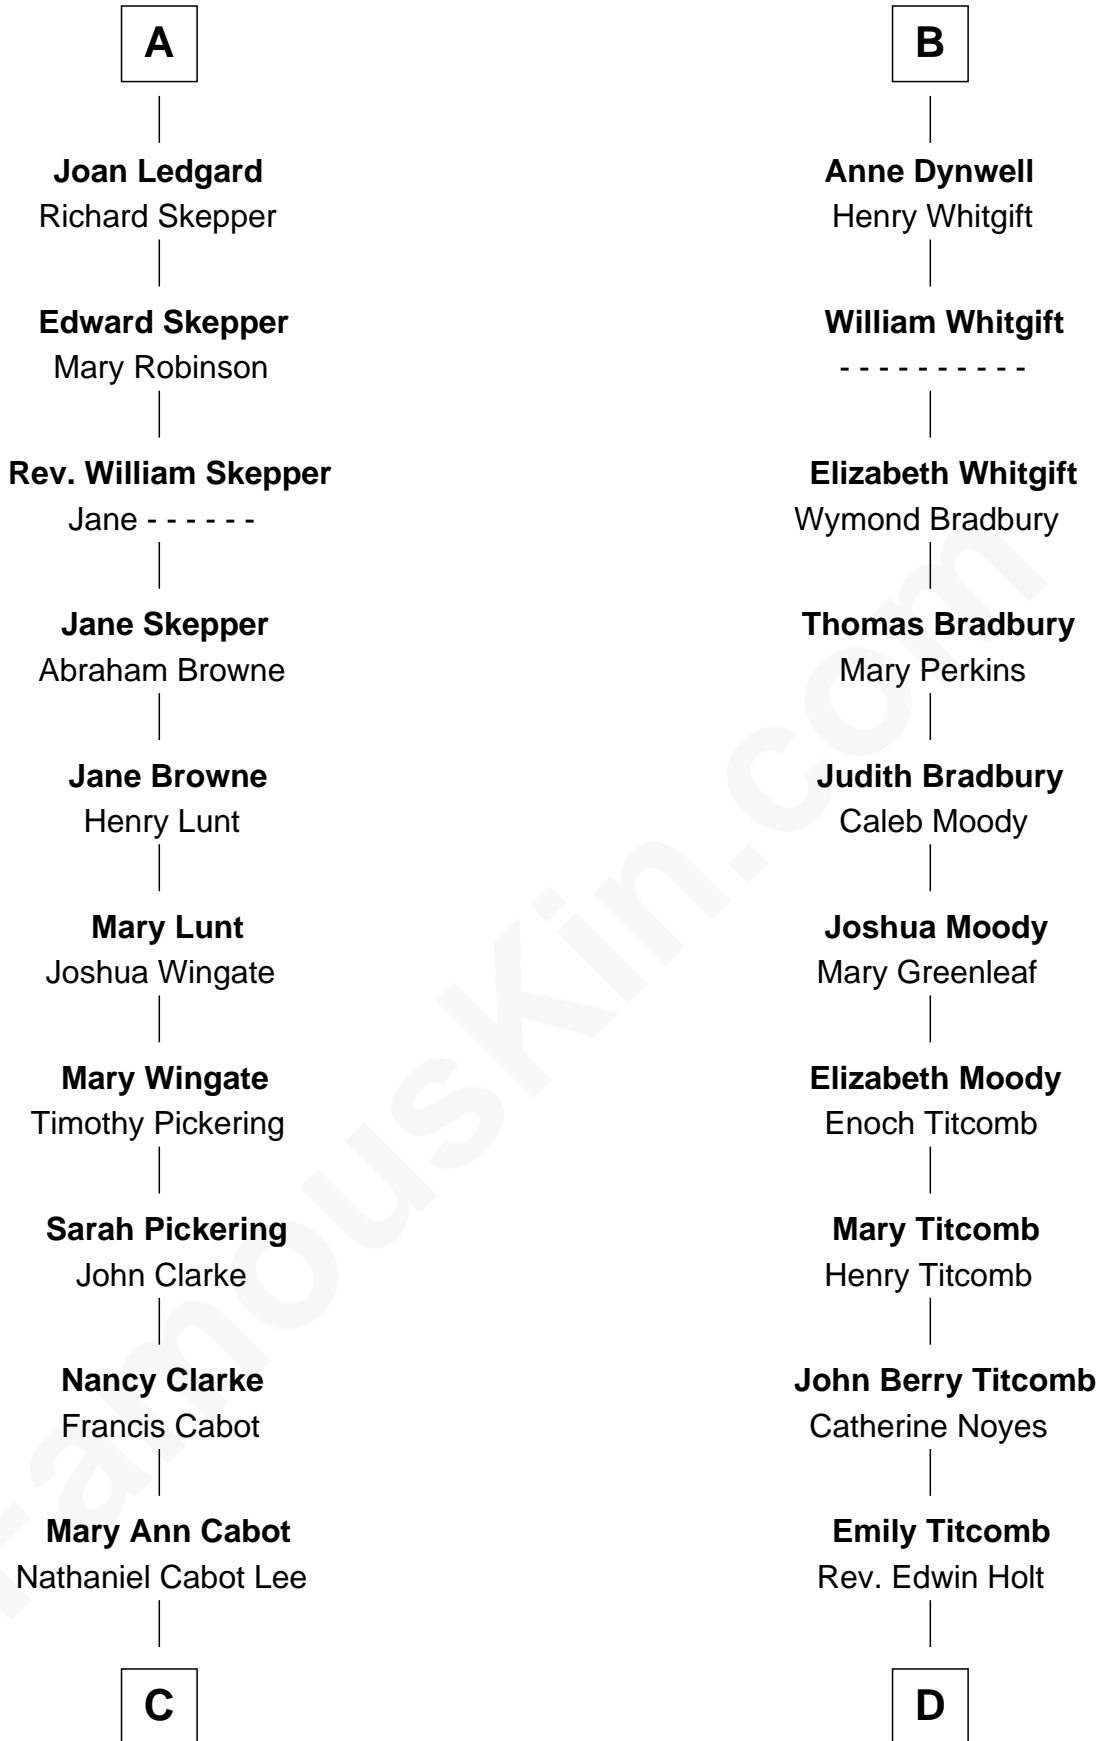 A
Joan Ledgard
Richard Skepper
Edward Skepper
Mary Robinson
Rev. William Skepper
Jane - - - - - -
Jane Skepper
Abraham Browne
Jane Browne
Henry Lunt
Mary Lunt
Joshua Wingate
Mary Wingate
Timothy Pickering
Sarah Pickering
John Clarke
Nancy Clarke
Francis Cabot
Mary Ann Cabot
Nathaniel Cabot Lee
C
B
Anne Dynwell
Henry Whitgift
William Whitgift
- - - - - - - - - -
Elizabeth Whitgift
Wymond Bradbury
Thomas Bradbury
Mary Perkins
Judith Bradbury
Caleb Moody
Joshua Moody
Mary Greenleaf
Elizabeth Moody
Enoch Titcomb
Mary Titcomb
Henry Titcomb
John Berry Titcomb
Catherine Noyes
Emily Titcomb
Rev. Edwin Holt
D
FamousKin.com